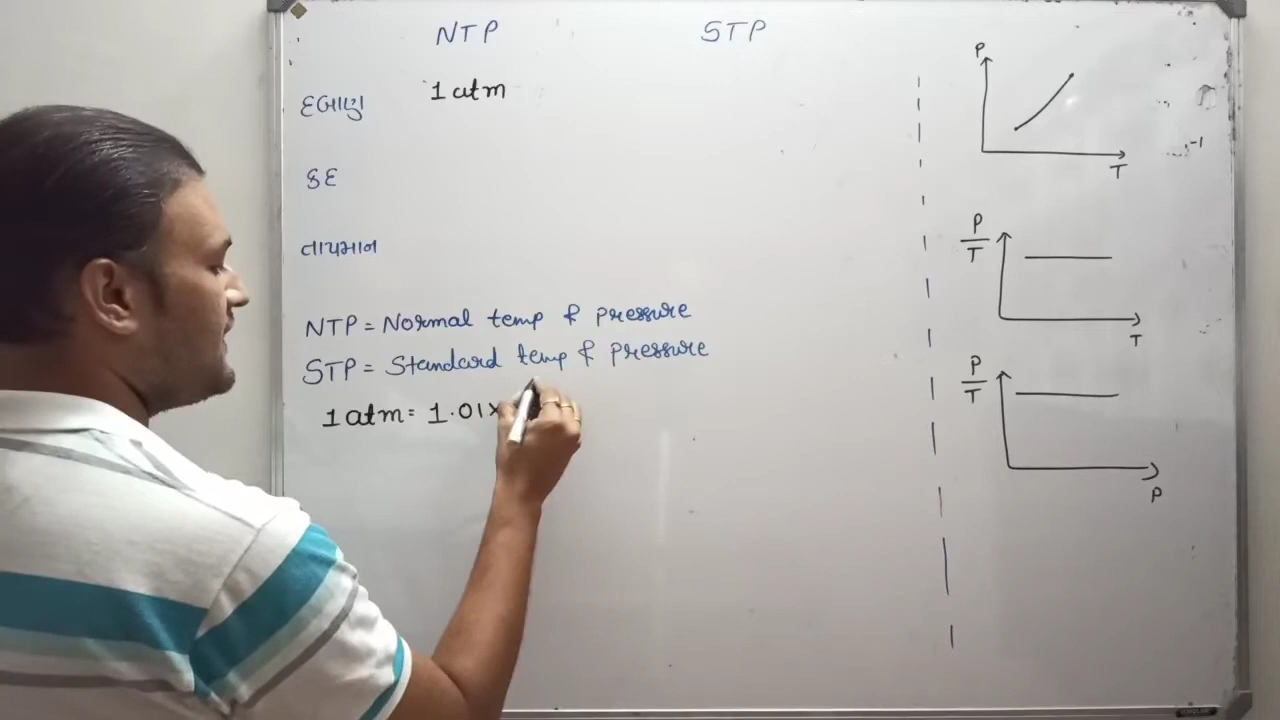 NTP STP
દબાણ 1 atm
કદ
તાપમાન
NTP = Normal temp & pressure
STP = Standard temp & pressure
1 atm = 1.01 ×
P
T
P
T
T
P
T
P